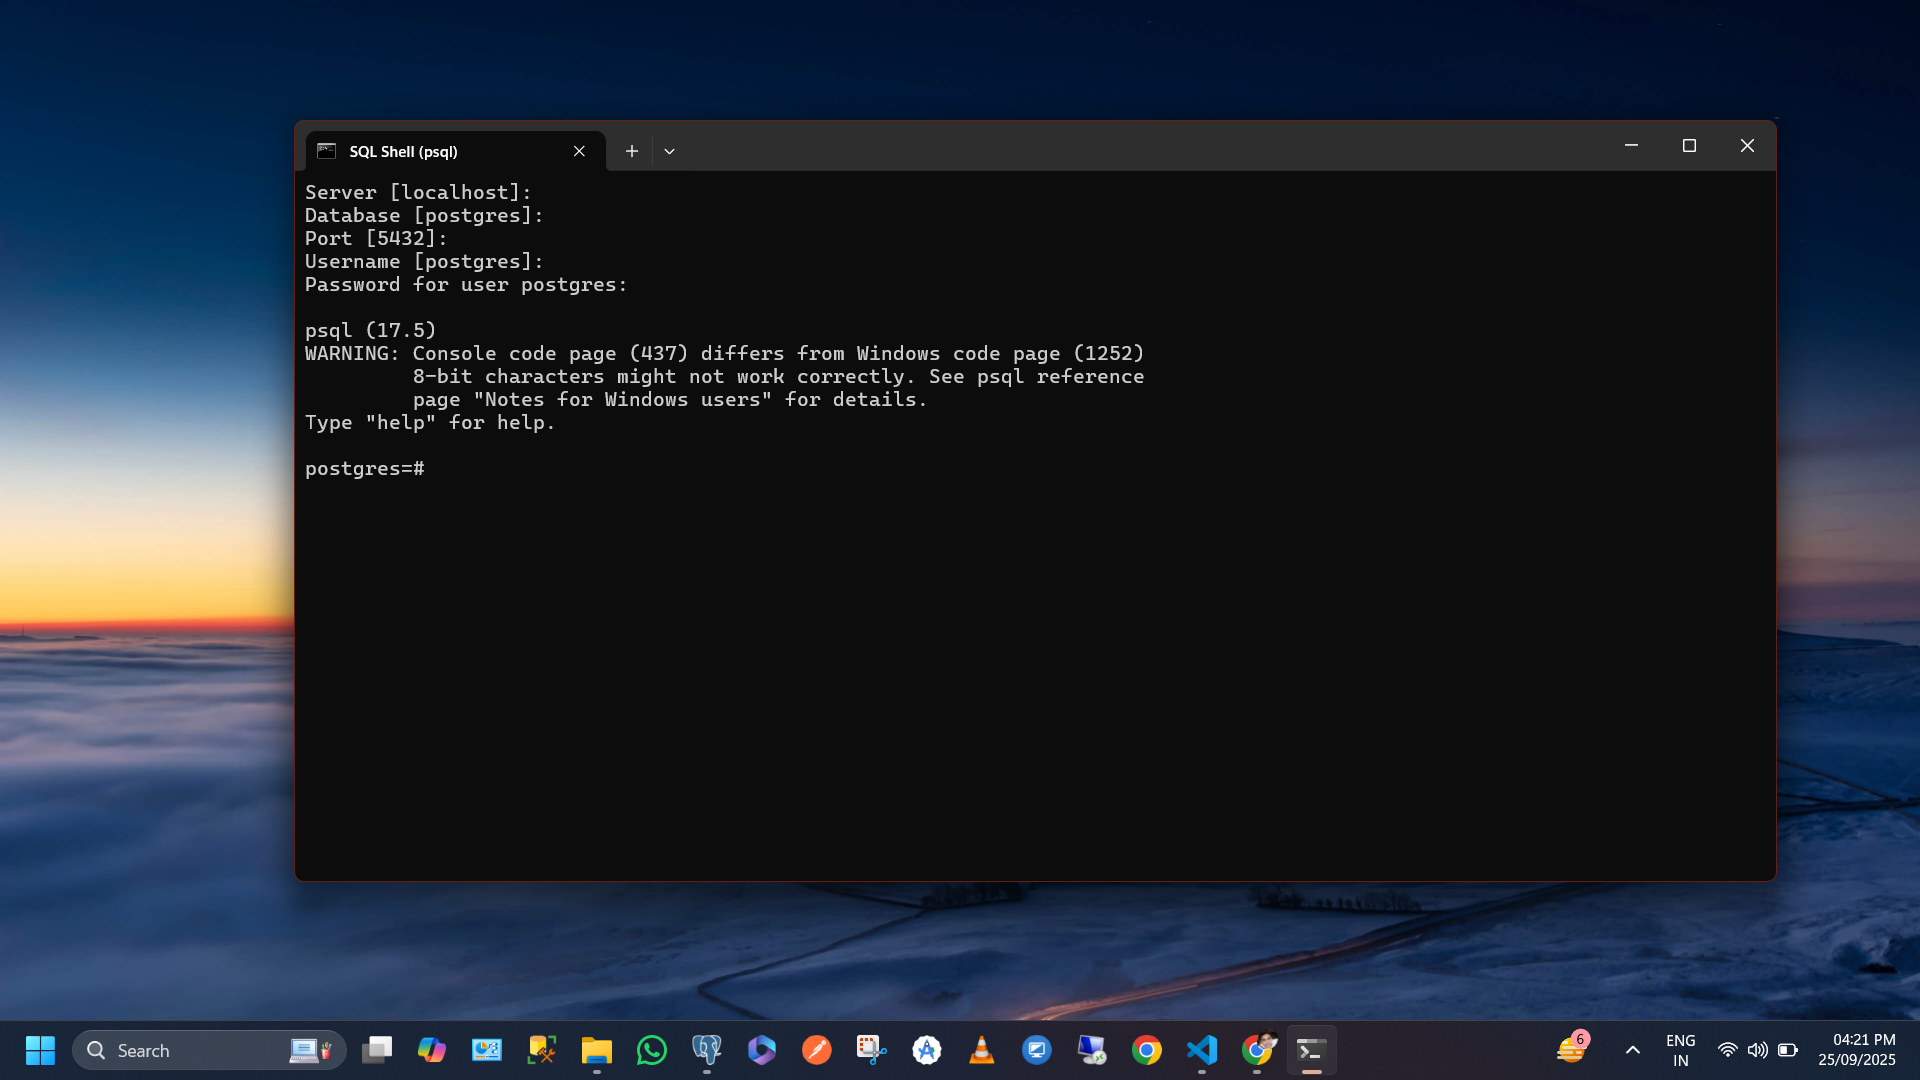 SQL Shell (psql)
Server [localhost]:
Database [postgres]:
Port [5432]:
Username [postgres]:
Password for user postgres:
psql (17.5)
WARNING: Console code page (437) differs from Windows code page (1252)
8-bit characters might not work correctly. See psql reference
page "Notes for Windows users" for details.
Type "help" for help.
postgres=#
Search
6
ENG
IN
04:21 PM
25/09/2025